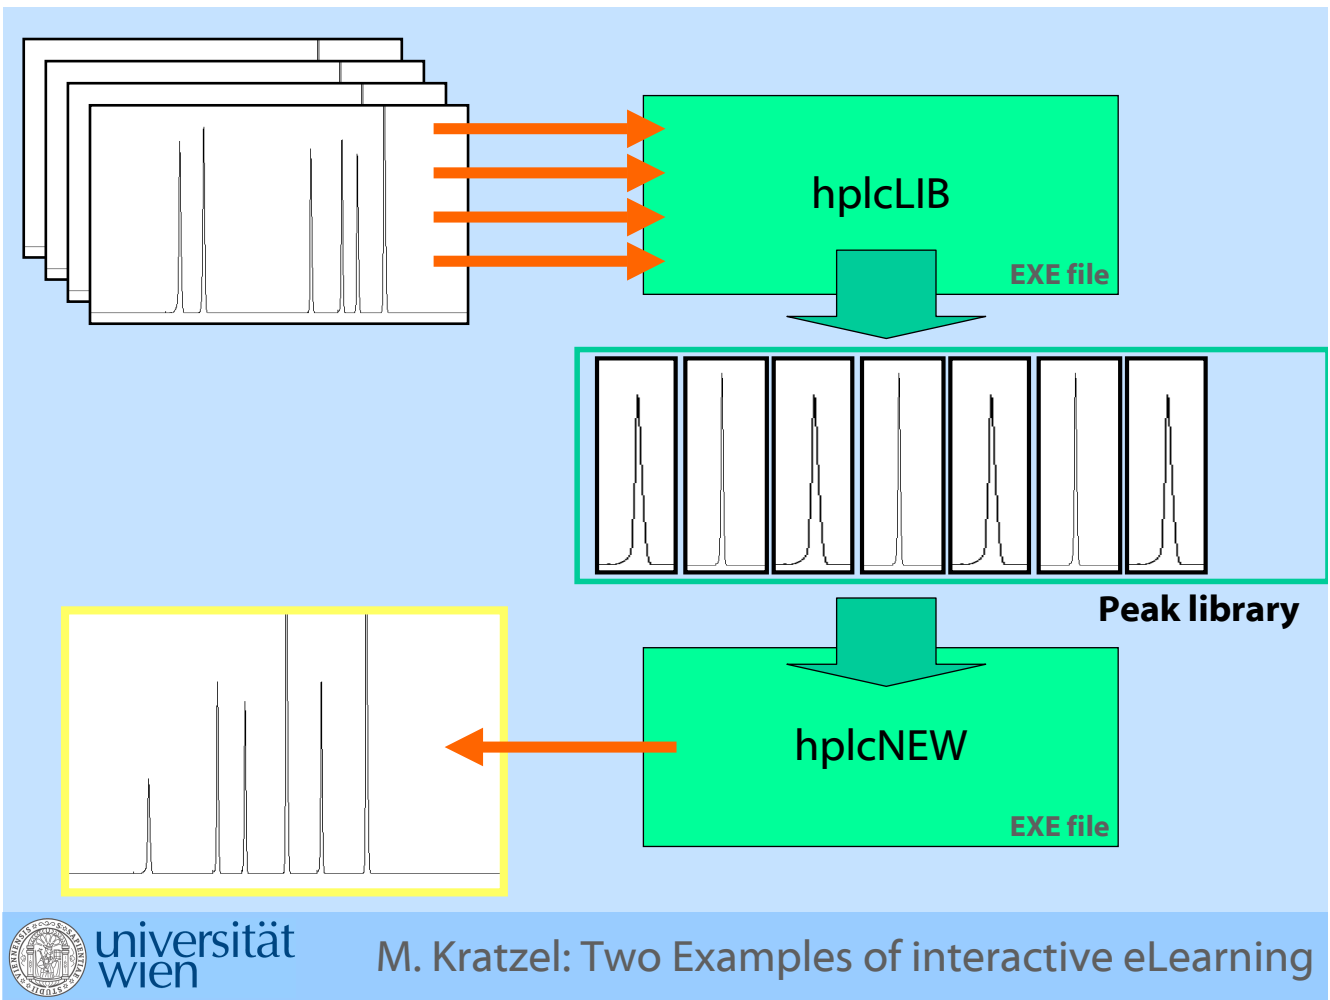 hplcLIB
EXE file
Peak library
hplcNEW
EXE file
universität
wien
M. Kratzel: Two Examples of interactive eLearning